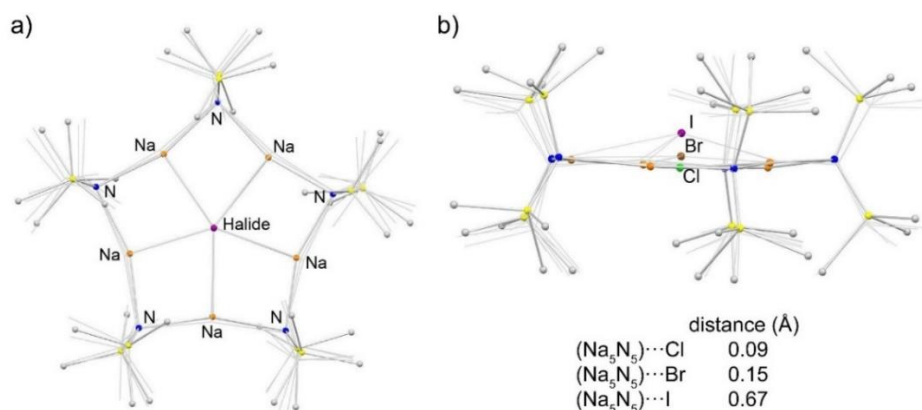 a)
N
Na
Na
N
N
Halide
Na
Na
N
N
Na
b)
I
Br
Cl
distance (Å)
(Na₅N₅)···Cl 0.09
(Na₅N₅)···Br 0.15
(Na₅N₅)···I 0.67